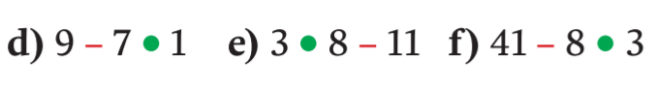 d) 9 – 7 • 1 e) 3 • 8 – 11 f) 41 – 8 • 3